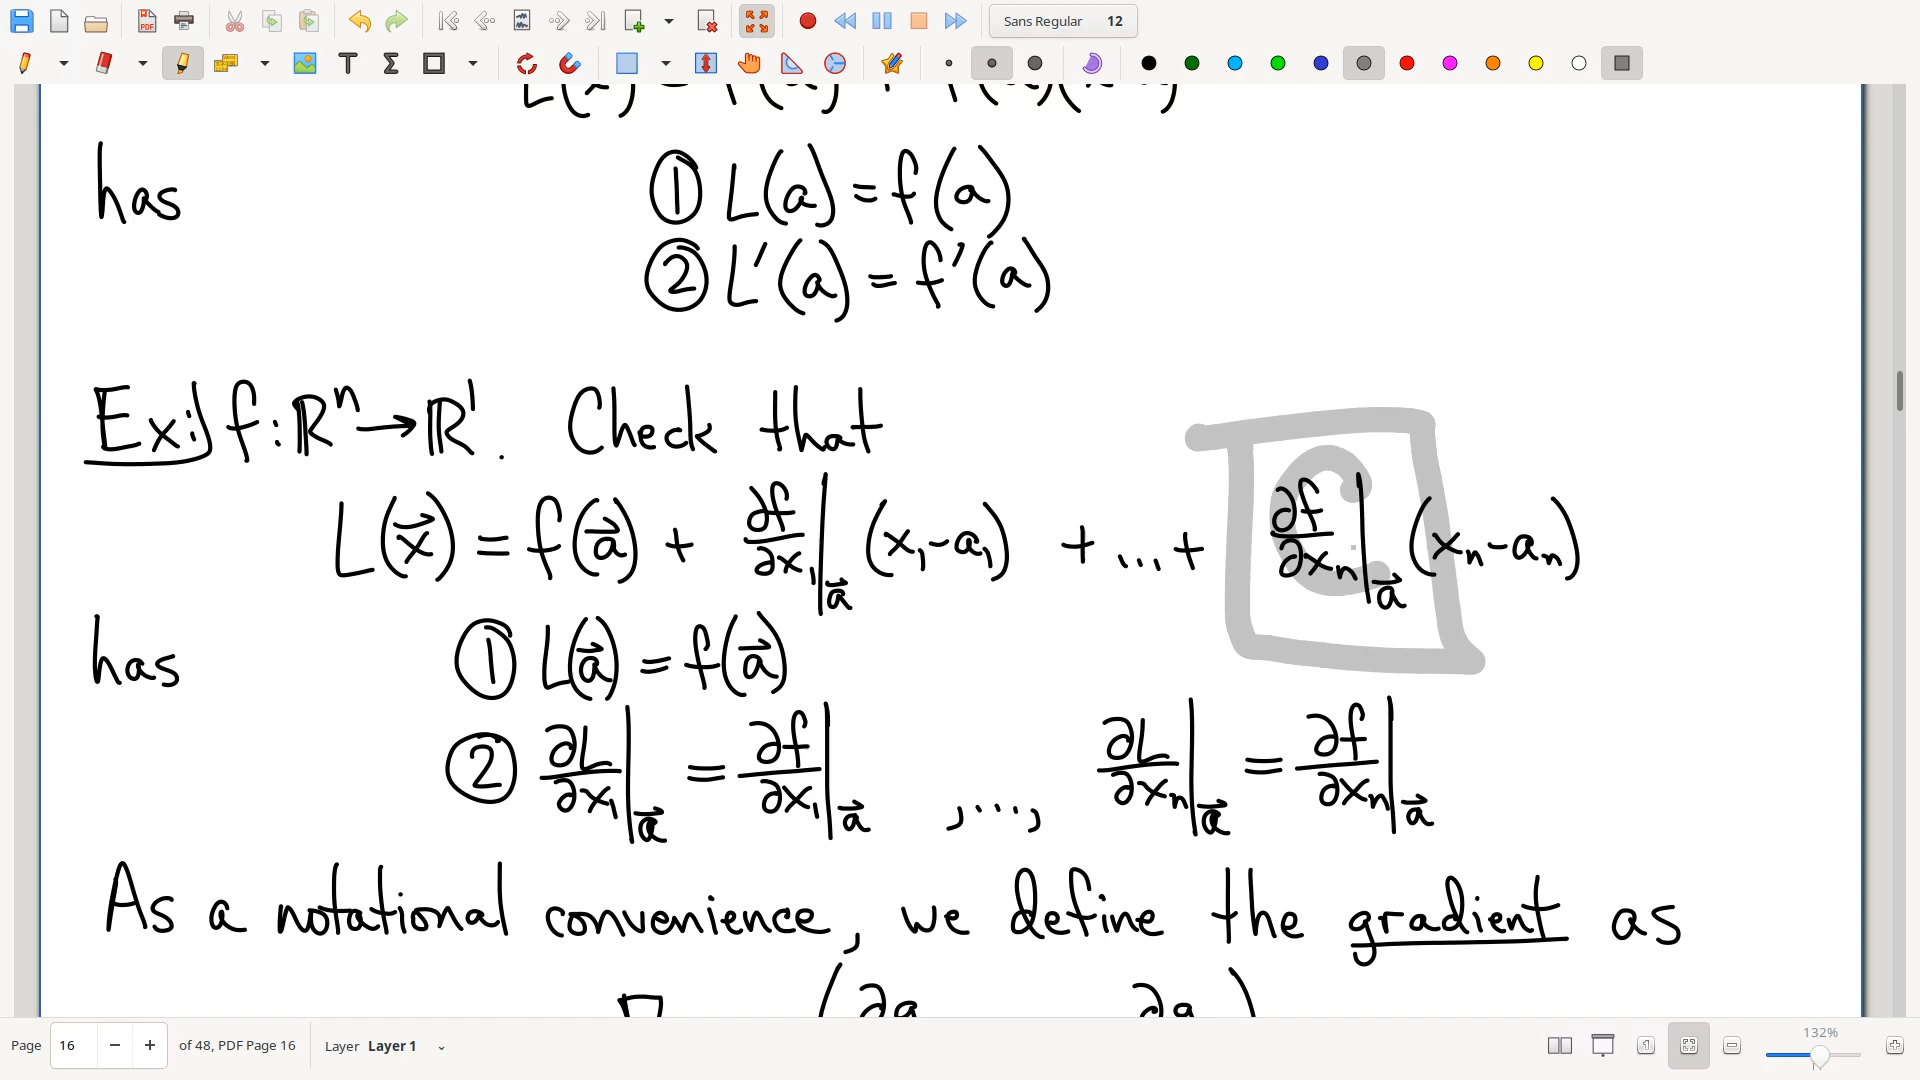 Sans Regular 12
L(x) = f(a) + f'(a)(x-a)
has ① L(a) = f(a)
② L'(a) = f'(a)
Ex:) f: ℝⁿ → ℝ¹. Check that
L(x⃗) = f(a⃗) + ∂f/∂x₁|a⃗ (x₁-a₁) + ... + ∂f/∂xₙ|a⃗ (xₙ-aₙ)
has ① L(a⃗) = f(a⃗)
② ∂L/∂x₁|a⃗ = ∂f/∂x₁|a⃗ , ..., ∂L/∂xₙ|a⃗ = ∂f/∂xₙ|a⃗
As a notational convenience, we define the gradient as
Page 16 of 48, PDF Page 16 Layer Layer 1 132%